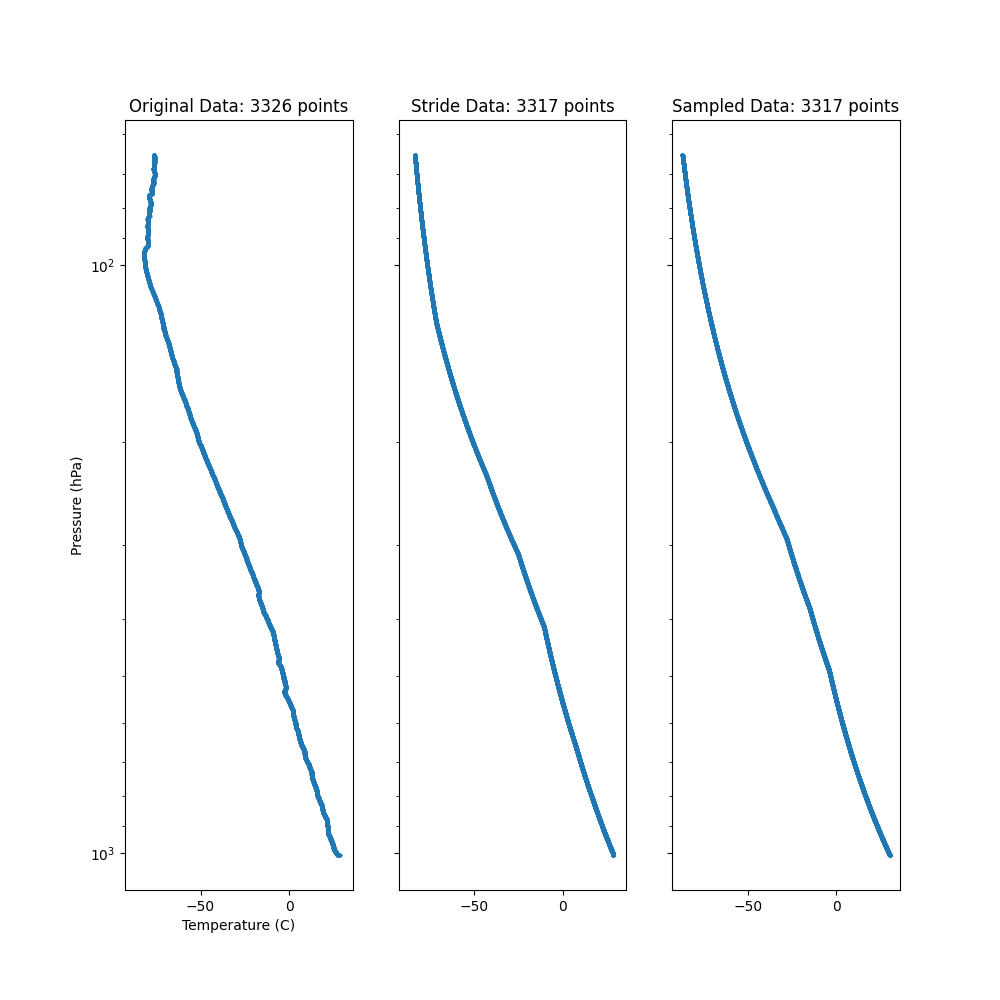 Original Data: 3326 points
Stride Data: 3317 points
Sampled Data: 3317 points
10²
10³
Pressure (hPa)
−50 0
−50 0
−50 0
Temperature (C)